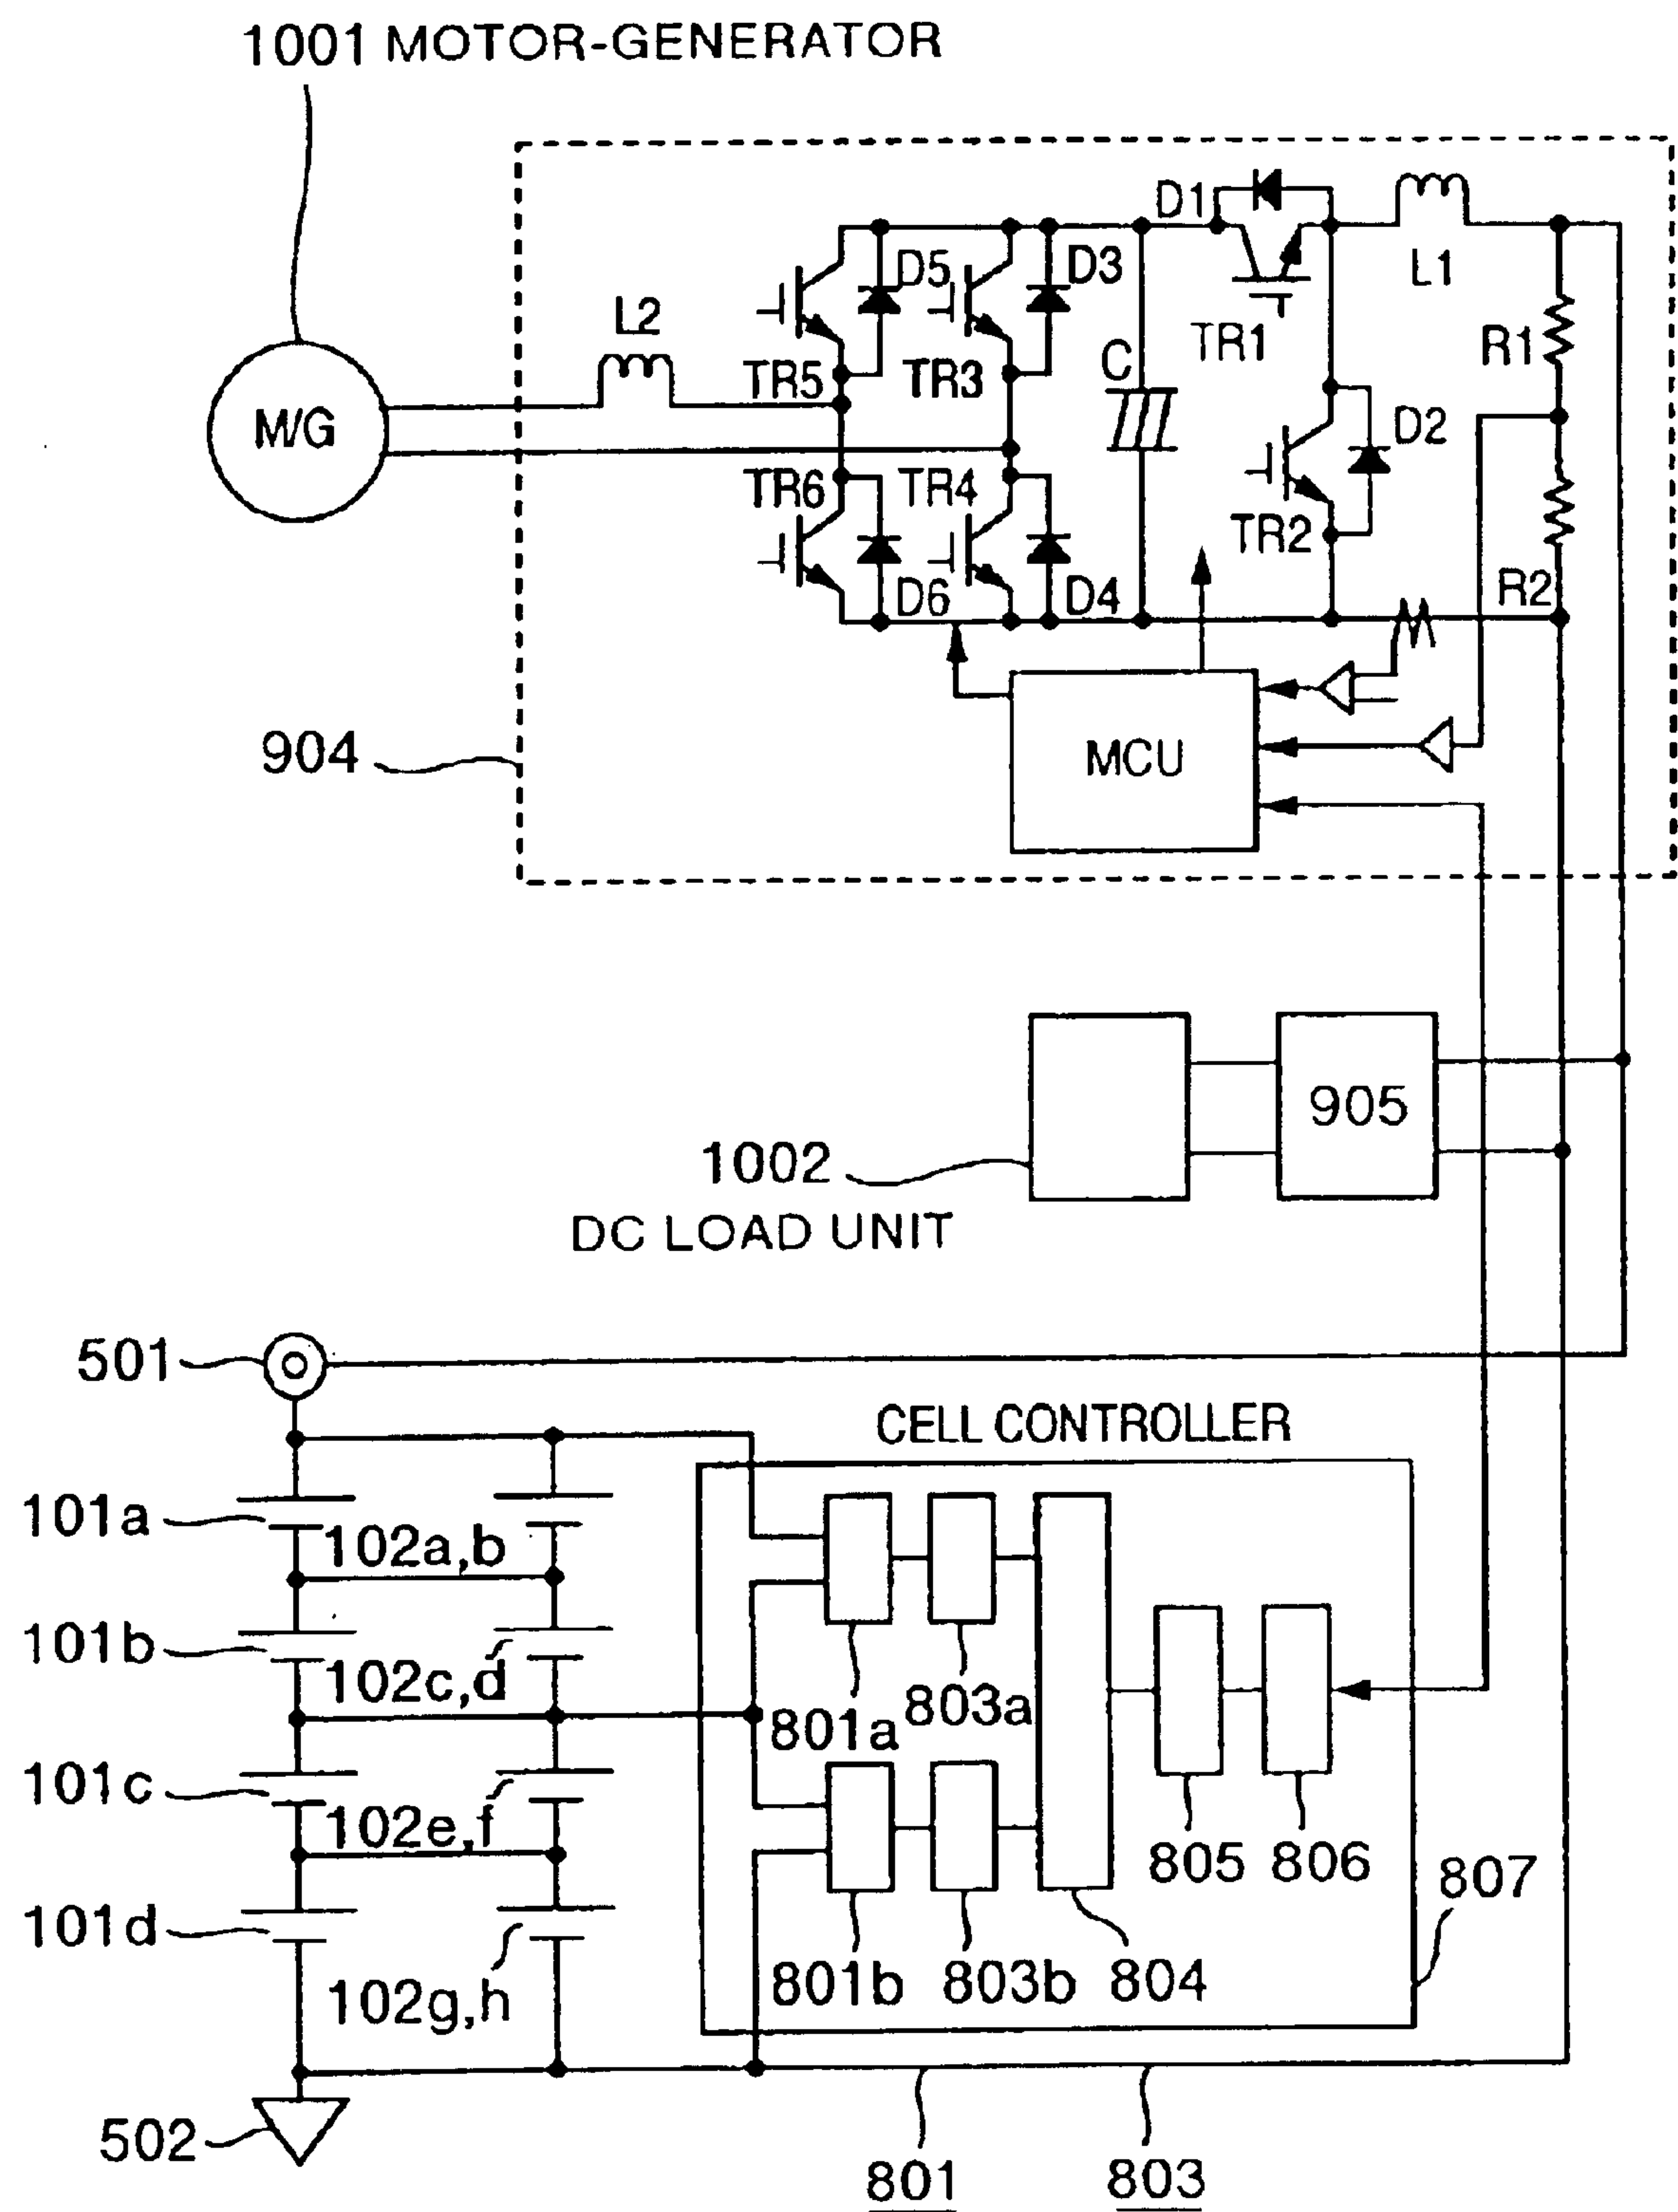 1001 MOTOR-GENERATOR
D1
D5
D3
L1
L2
TR1
R1
C
TR5
TR3
M/G
D2
TR6
TR4
TR2
D6
D4
R2
904
MCU
905
1002
DC LOAD UNIT
501
CELL CONTROLLER
101a
102a,b
101b
102c,d
803a
801a
101c
102e,f
805
806
807
101d
801b
803b
804
102g,h
502
801
803